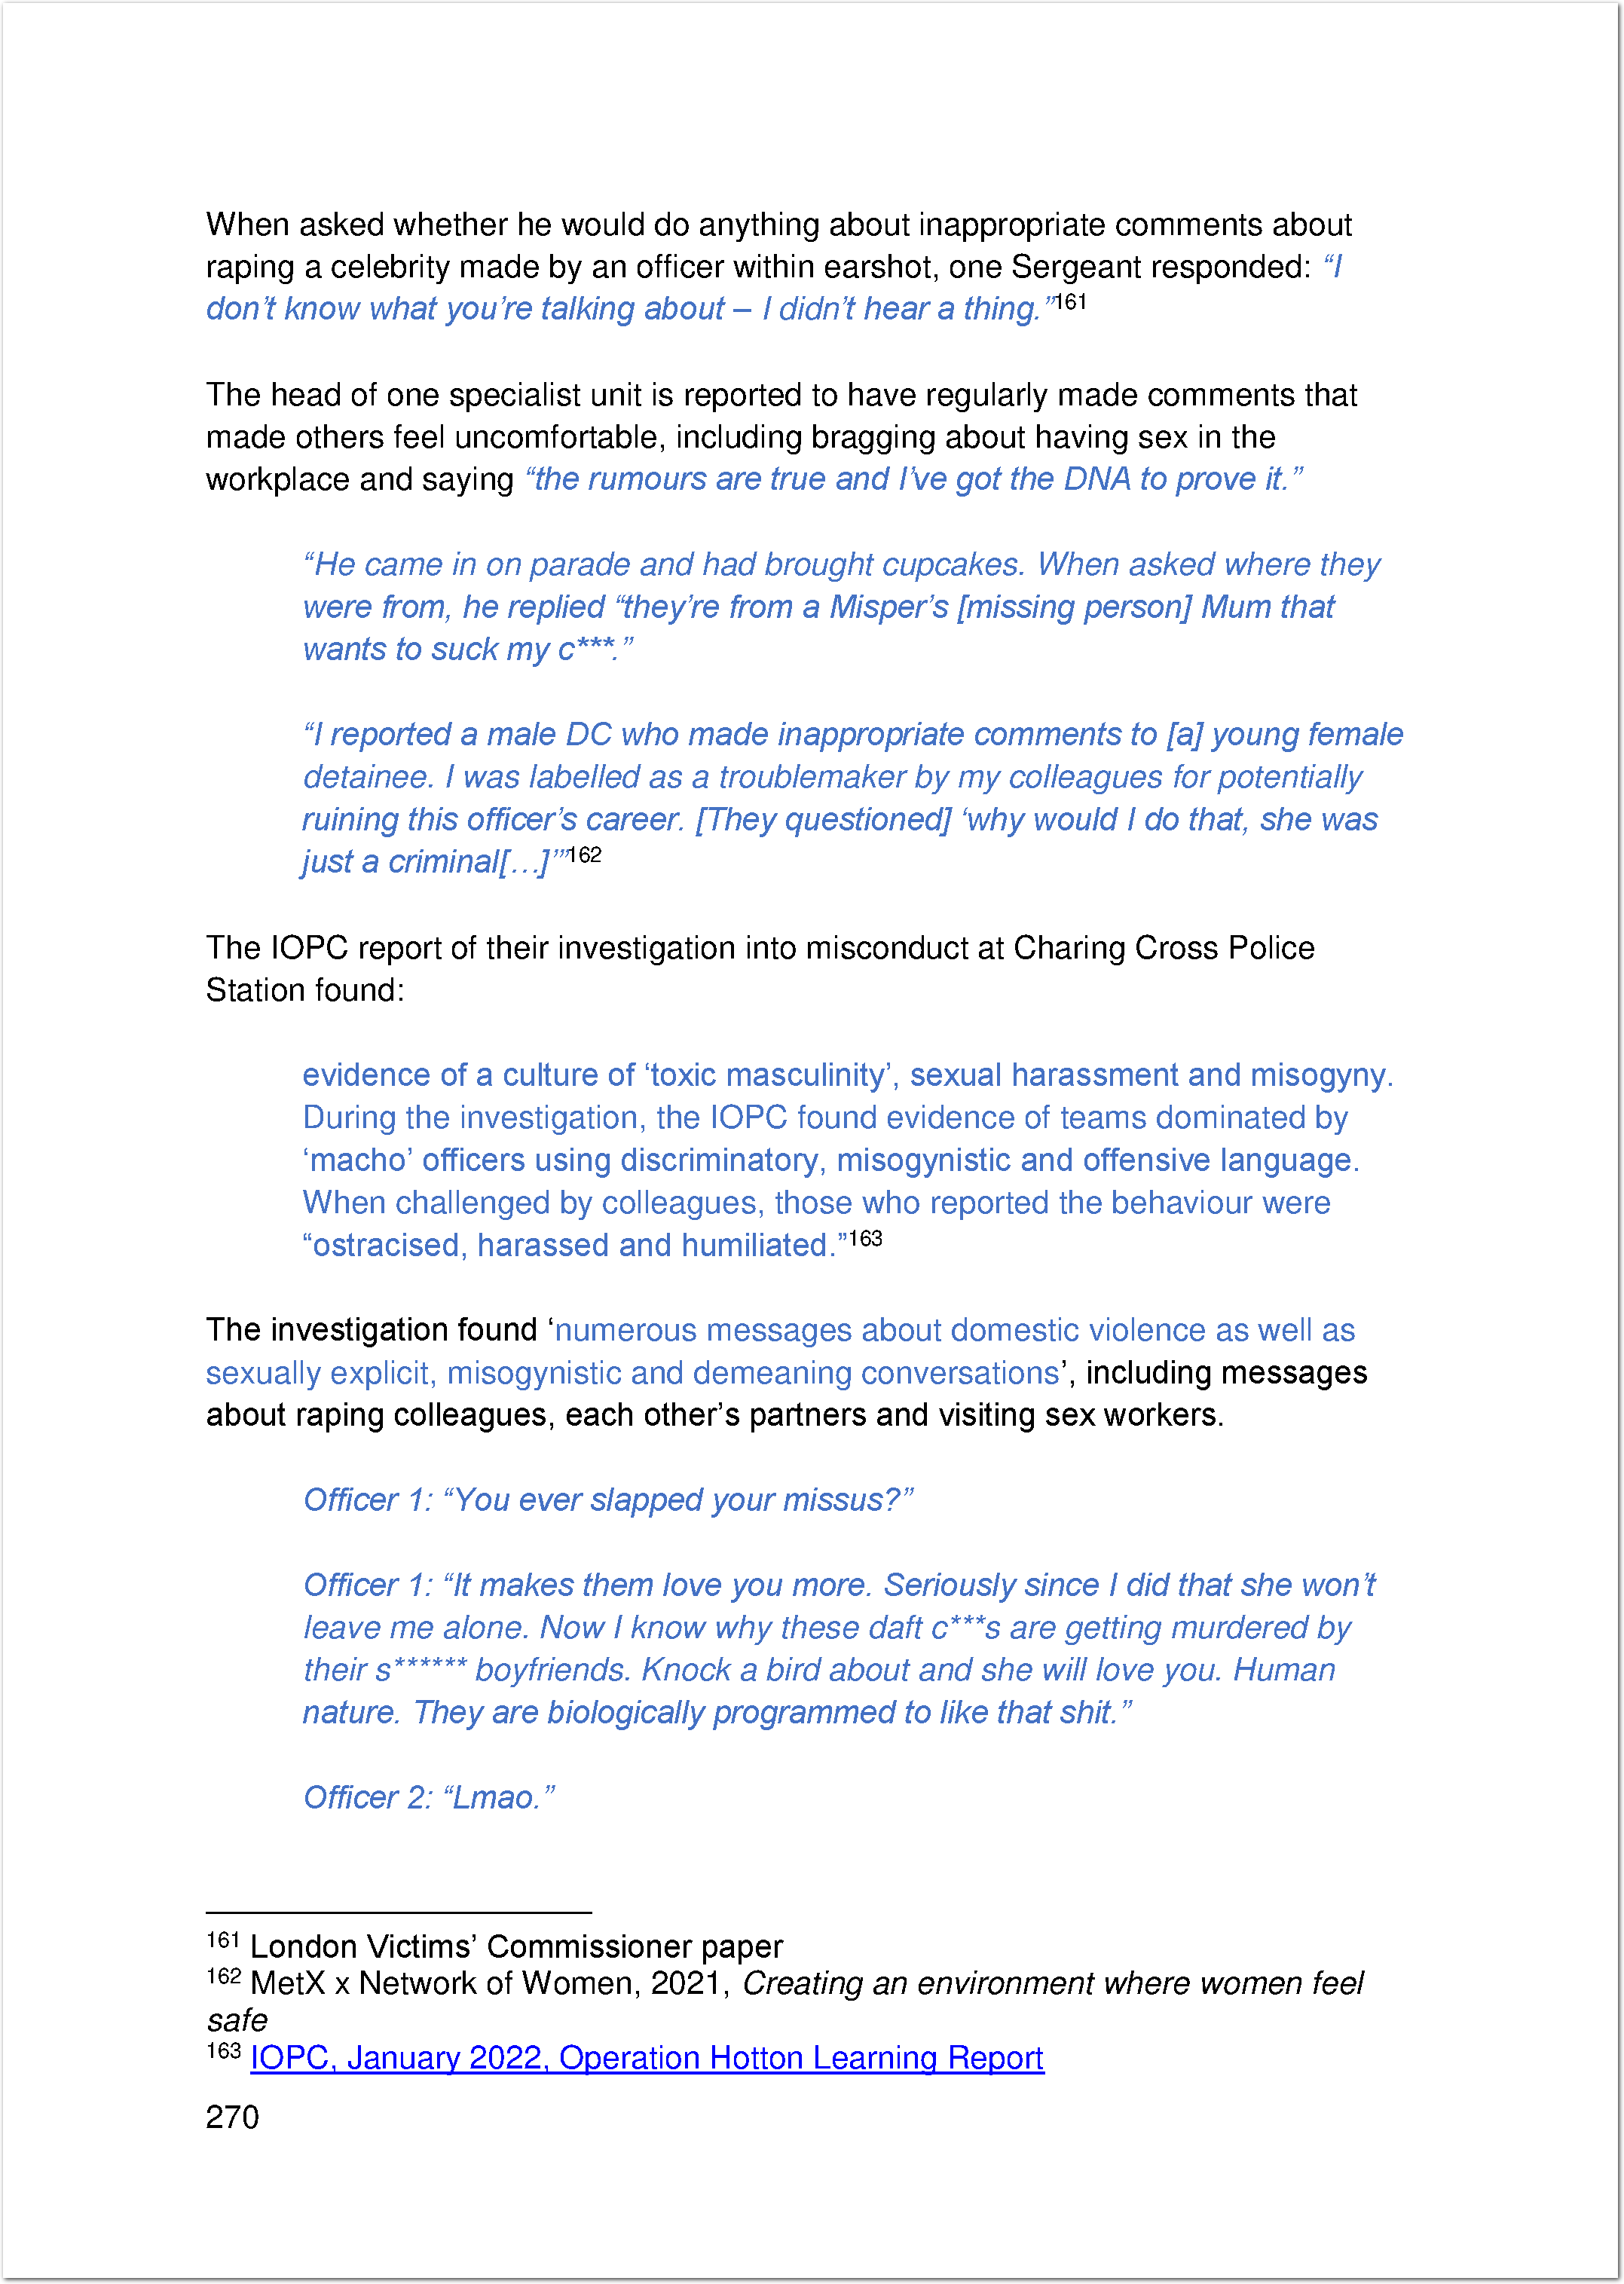 When asked whether he would do anything about inappropriate comments about
raping a celebrity made by an officer within earshot, one Sergeant responded: “I
don’t know what you’re talking about – I didn’t hear a thing.”161
The head of one specialist unit is reported to have regularly made comments that
made others feel uncomfortable, including bragging about having sex in the
workplace and saying “the rumours are true and I’ve got the DNA to prove it.”
“He came in on parade and had brought cupcakes. When asked where they
were from, he replied “they’re from a Misper’s [missing person] Mum that
wants to suck my c***.”
“I reported a male DC who made inappropriate comments to [a] young female
detainee. I was labelled as a troublemaker by my colleagues for potentially
ruining this officer’s career. [They questioned] ‘why would I do that, she was
just a criminal[…]’”162
The IOPC report of their investigation into misconduct at Charing Cross Police
Station found:
evidence of a culture of ‘toxic masculinity’, sexual harassment and misogyny.
During the investigation, the IOPC found evidence of teams dominated by
‘macho’ officers using discriminatory, misogynistic and offensive language.
When challenged by colleagues, those who reported the behaviour were
“ostracised, harassed and humiliated.”163
The investigation found ‘numerous messages about domestic violence as well as
sexually explicit, misogynistic and demeaning conversations’, including messages
about raping colleagues, each other’s partners and visiting sex workers.
Officer 1: “You ever slapped your missus?”
Officer 1: “It makes them love you more. Seriously since I did that she won’t
leave me alone. Now I know why these daft c***s are getting murdered by
their s****** boyfriends. Knock a bird about and she will love you. Human
nature. They are biologically programmed to like that shit.”
Officer 2: “Lmao.”
161 London Victims’ Commissioner paper
162 MetX x Network of Women, 2021, Creating an environment where women feel
safe
163 IOPC, January 2022, Operation Hotton Learning Report
270